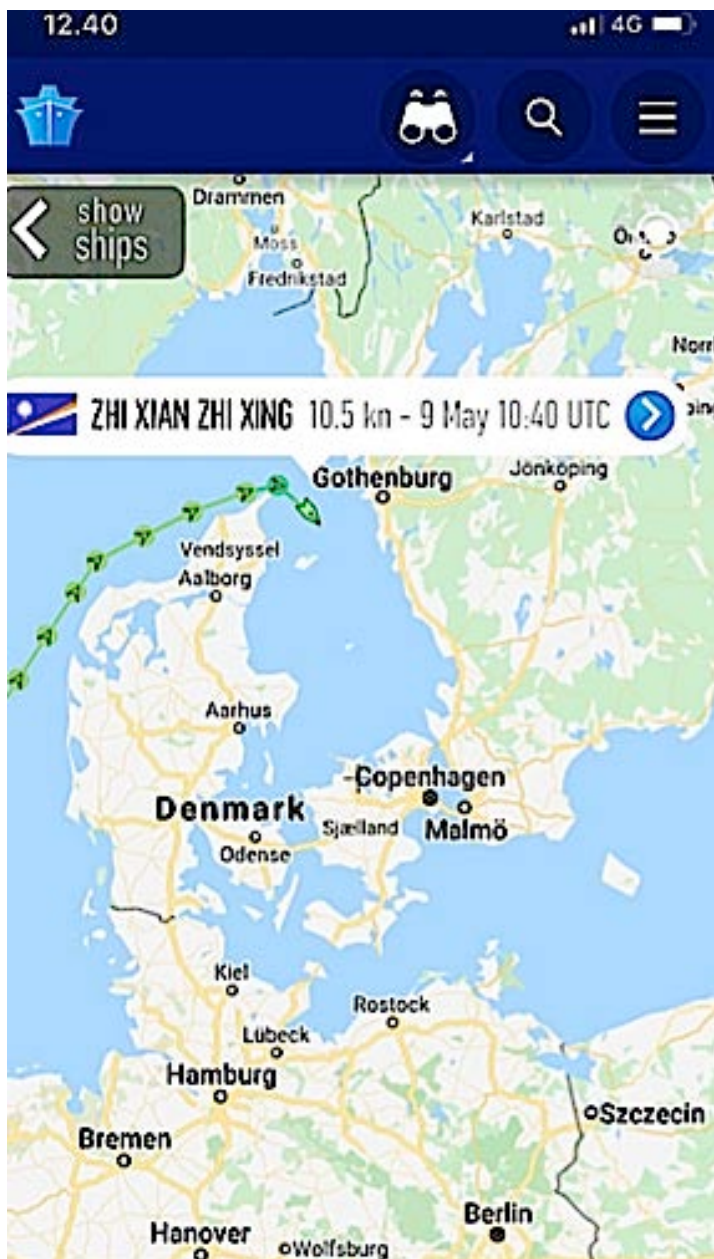 12.40
4G
show
ships
Drammen
Moss
Fredrikstad
Karlstad
ZHI XIAN ZHI XING 10.5 kn - 9 May 10:40 UTC
Gothenburg
Jönköping
Vendsyssel
Aalborg
Aarhus
Copenhagen
Denmark
Sjælland
Malmö
Odense
Kiel
Rostock
Lübeck
Hamburg
Szczecin
Bremen
Berlin
Hanover
Wolfsburg